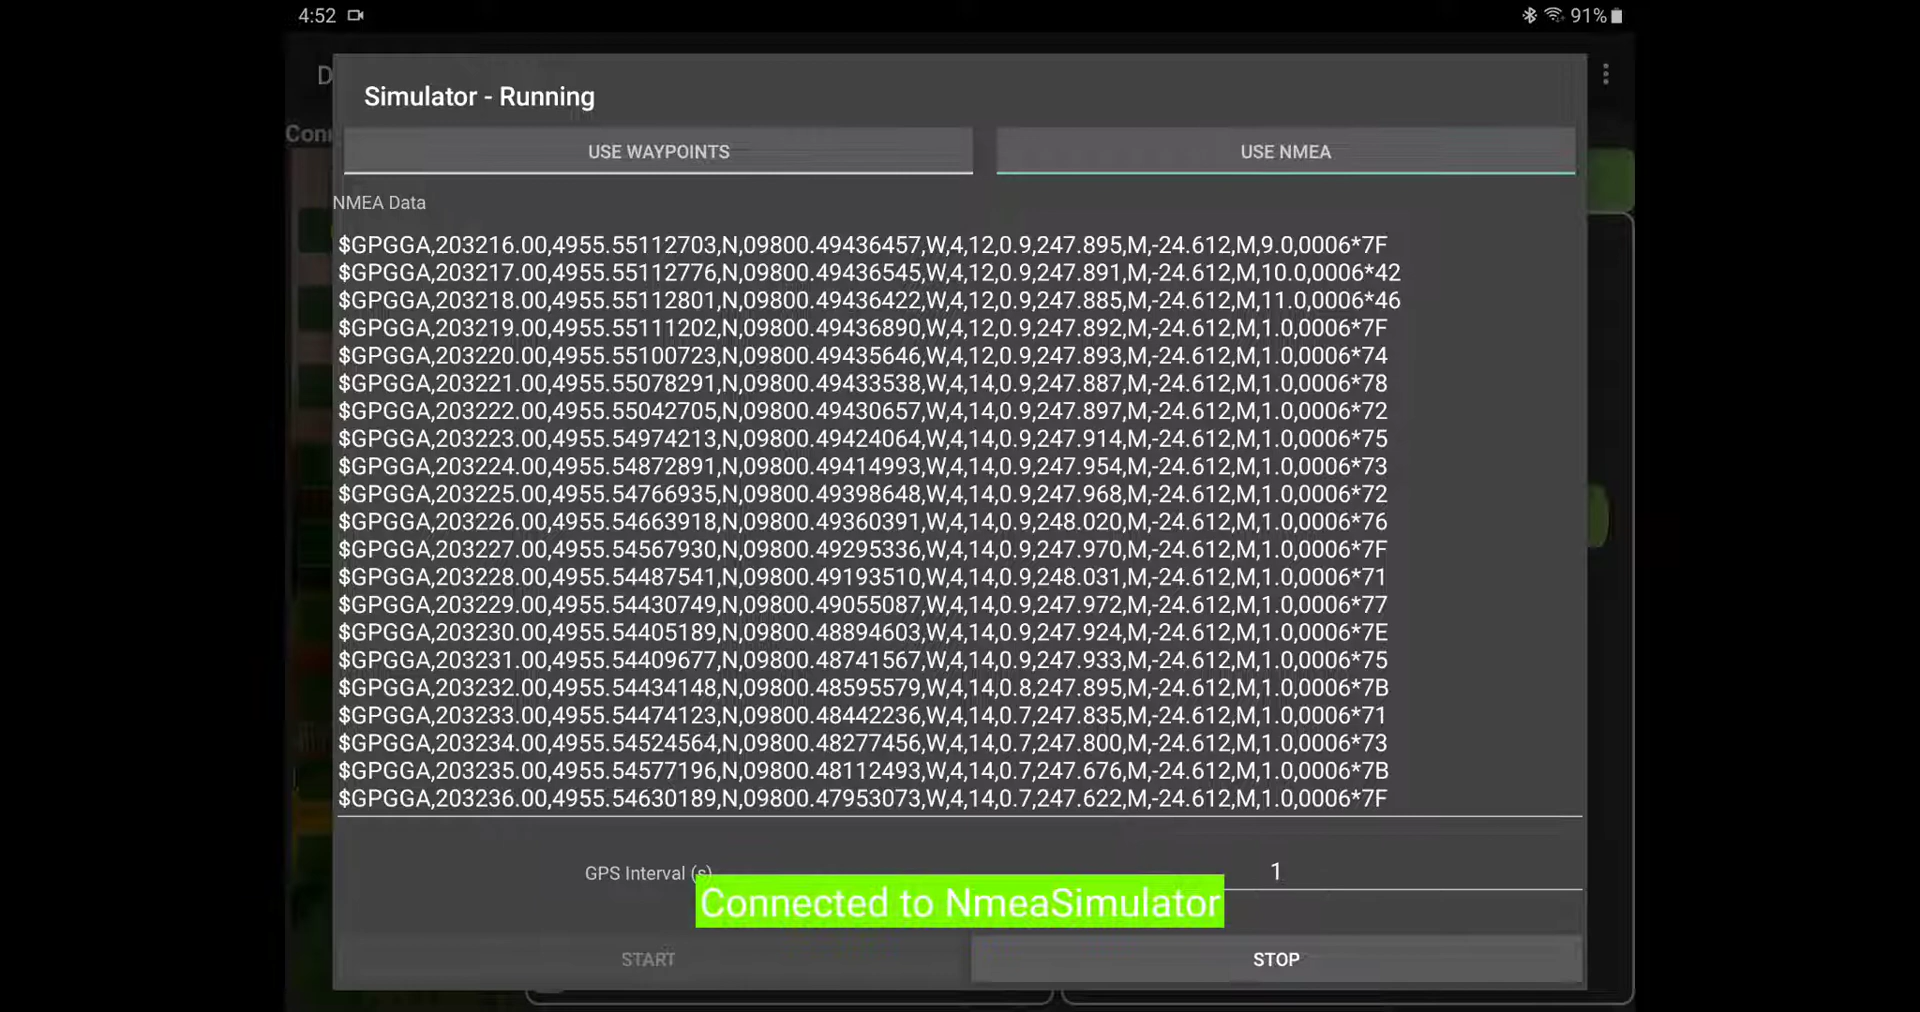 4:52
91%
D
Simulator - Running
Conn
USE WAYPOINTS
USE NMEA
NMEA Data
$GPGGA,203216.00,4955.55112703,N,09800.49436457,W,4,12,0.9,247.895,M,-24.612,M,9.0,0006*7F
$GPGGA,203217.00,4955.55112776,N,09800.49436545,W,4,12,0.9,247.891,M,-24.612,M,10.0,0006*42
$GPGGA,203218.00,4955.55112801,N,09800.49436422,W,4,12,0.9,247.885,M,-24.612,M,11.0,0006*46
$GPGGA,203219.00,4955.55111202,N,09800.49436890,W,4,12,0.9,247.892,M,-24.612,M,1.0,0006*7F
$GPGGA,203220.00,4955.55100723,N,09800.49435646,W,4,12,0.9,247.893,M,-24.612,M,1.0,0006*74
$GPGGA,203221.00,4955.55078291,N,09800.49433538,W,4,14,0.9,247.887,M,-24.612,M,1.0,0006*78
$GPGGA,203222.00,4955.55042705,N,09800.49430657,W,4,14,0.9,247.897,M,-24.612,M,1.0,0006*72
$GPGGA,203223.00,4955.54974213,N,09800.49424064,W,4,14,0.9,247.914,M,-24.612,M,1.0,0006*75
$GPGGA,203224.00,4955.54872891,N,09800.49414993,W,4,14,0.9,247.954,M,-24.612,M,1.0,0006*73
$GPGGA,203225.00,4955.54766935,N,09800.49398648,W,4,14,0.9,247.968,M,-24.612,M,1.0,0006*72
$GPGGA,203226.00,4955.54663918,N,09800.49360391,W,4,14,0.9,248.020,M,-24.612,M,1.0,0006*76
$GPGGA,203227.00,4955.54567930,N,09800.49295336,W,4,14,0.9,247.970,M,-24.612,M,1.0,0006*7F
$GPGGA,203228.00,4955.54487541,N,09800.49193510,W,4,14,0.9,248.031,M,-24.612,M,1.0,0006*71
$GPGGA,203229.00,4955.54430749,N,09800.49055087,W,4,14,0.9,247.972,M,-24.612,M,1.0,0006*77
$GPGGA,203230.00,4955.54405189,N,09800.48894603,W,4,14,0.9,247.924,M,-24.612,M,1.0,0006*7E
$GPGGA,203231.00,4955.54409677,N,09800.48741567,W,4,14,0.9,247.933,M,-24.612,M,1.0,0006*75
$GPGGA,203232.00,4955.54434148,N,09800.48595579,W,4,14,0.8,247.895,M,-24.612,M,1.0,0006*7B
$GPGGA,203233.00,4955.54474123,N,09800.48442236,W,4,14,0.7,247.835,M,-24.612,M,1.0,0006*71
$GPGGA,203234.00,4955.54524564,N,09800.48277456,W,4,14,0.7,247.800,M,-24.612,M,1.0,0006*73
$GPGGA,203235.00,4955.54577196,N,09800.48112493,W,4,14,0.7,247.676,M,-24.612,M,1.0,0006*7B
$GPGGA,203236.00,4955.54630189,N,09800.47953073,W,4,14,0.7,247.622,M,-24.612,M,1.0,0006*7F
GPS Interval (s)
1
Connected to NmeaSimulator
START
STOP